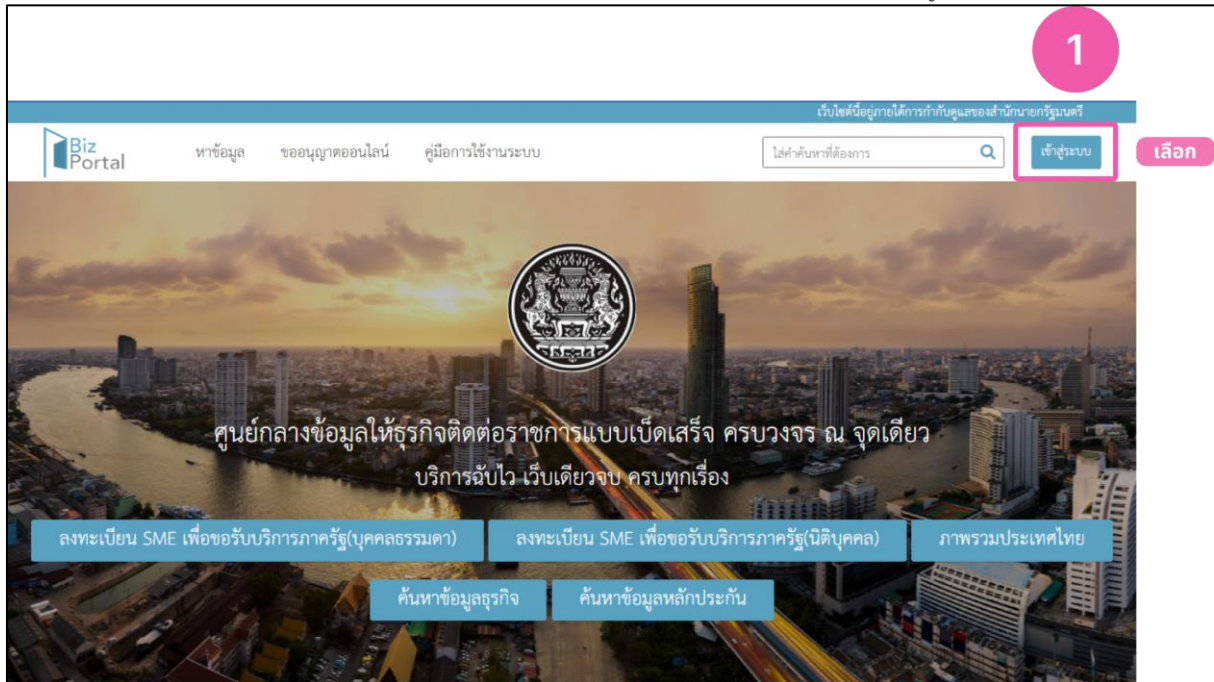 1
เว็บไซต์นี้อยู่ภายใต้การกำกับดูแลของสำนักนายกรัฐมนตรี
Biz
Portal
หาข้อมูล ขออนุญาตออนไลน์ คู่มือการใช้งานระบบ ใส่คำค้นหาที่ต้องการ เข้าสู่ระบบ เลือก
ศูนย์กลางข้อมูลให้ธุรกิจติดต่อราชการแบบเบ็ดเสร็จ ครบวงจร ณ จุดเดียว
บริการฉับไว เว็บเดียวจบ ครบทุกเรื่อง
ลงทะเบียน SME เพื่อขอรับบริการภาครัฐ(บุคคลธรรมดา) ลงทะเบียน SME เพื่อขอรับบริการภาครัฐ(นิติบุคคล) ภาพรวมประเทศไทย
ค้นหาข้อมูลธุรกิจ ค้นหาข้อมูลหลักประกัน